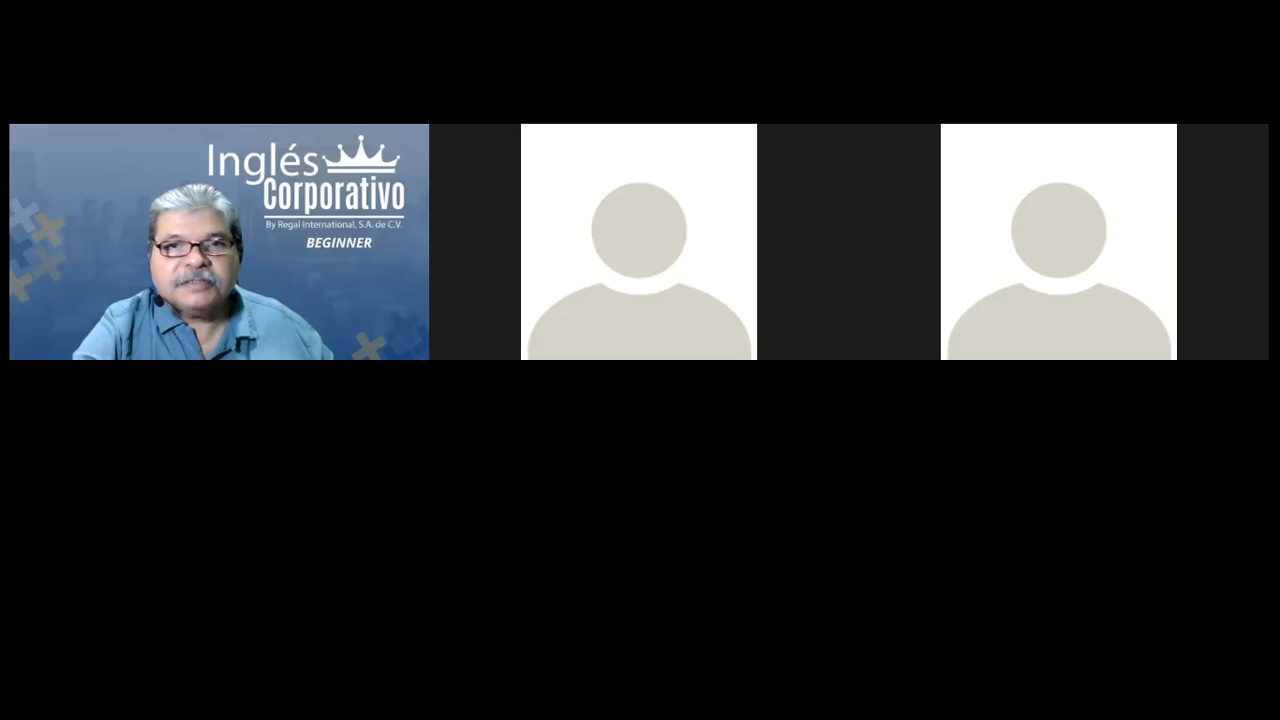 Inglés
Corporativo
By Regal International, S.A. de C.V.
BEGINNER